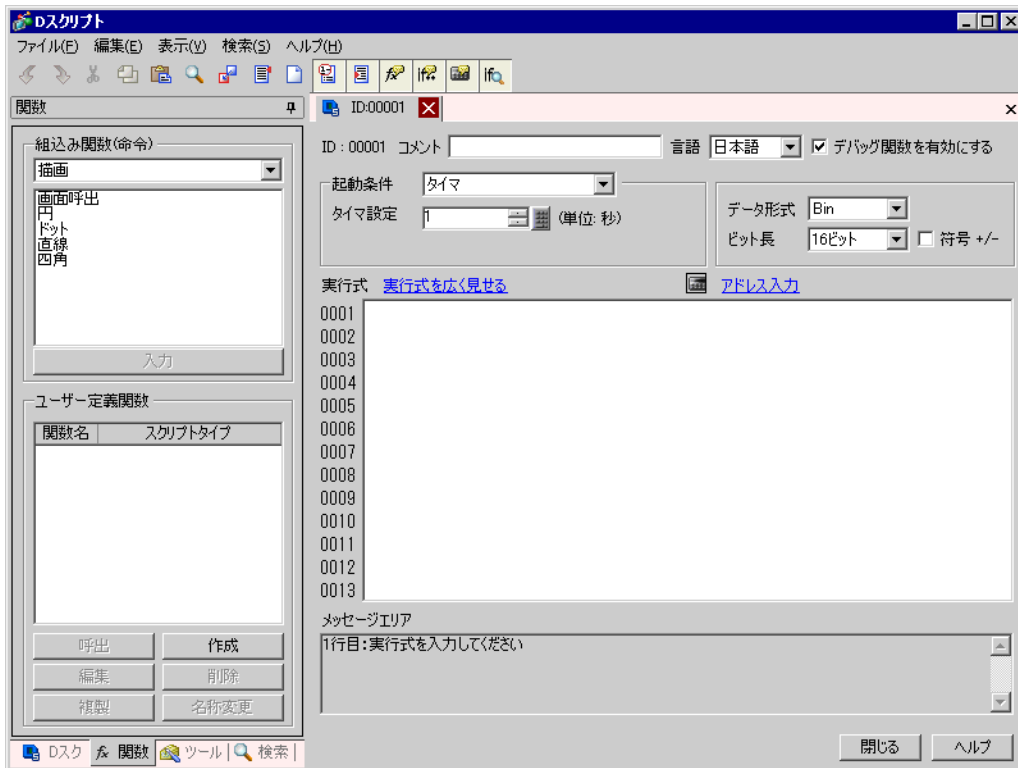 Dスクリプト
ファイル(F) 編集(E) 表示(V) 検索(S) ヘルプ(H)
関数
組込み関数(命令)
描画
画面呼出
円
ドット
直線
四角
入力
ユーザー定義関数
関数名 スクリプトタイプ
呼出 作成
編集 削除
複製 名称変更
Dスク 関数 ツール 検索
ID:00001
ID : 00001 コメント 言語 日本語 デバッグ関数を有効にする
起動条件 タイマ
タイマ設定 1 (単位: 秒)
データ形式 Bin
ビット長 16ビット 符号 +/-
実行式 実行式を広く見せる アドレス入力
0001
0002
0003
0004
0005
0006
0007
0008
0009
0010
0011
0012
0013
メッセージエリア
1行目:実行式を入力してください
閉じる ヘルプ